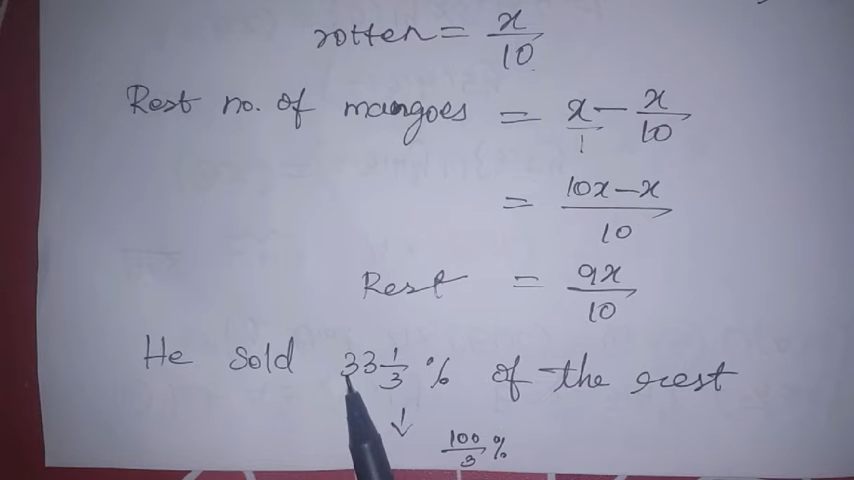 rotten = x/10
Rest no. of mangoes = x/1 - x/10
= 10x-x/10
Rest = 9x/10
He sold 33 1/3 % of the rest
↓ 100/3 %